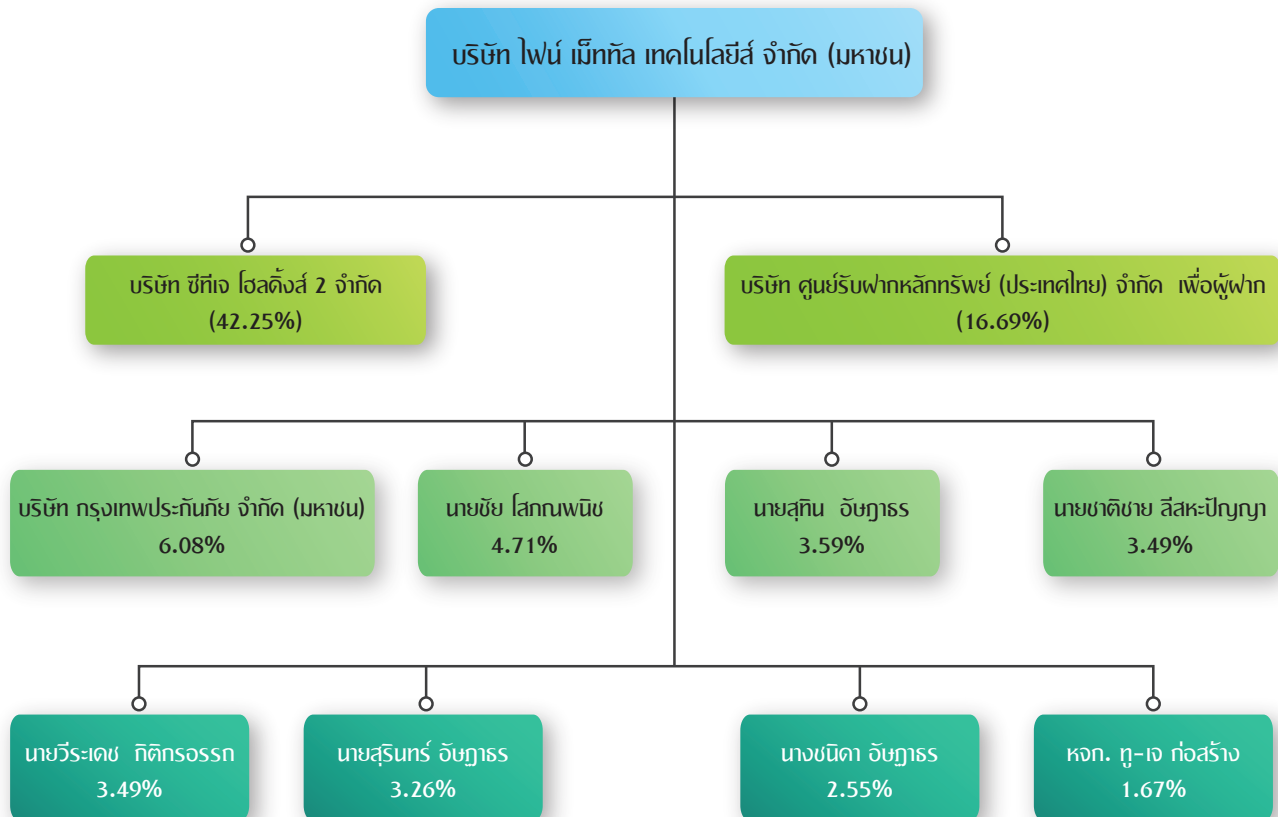 บริษัท ไฟน์ เม็ททัล เทคโนโลยีส์ จำกัด (มหาชน)
บริษัท ซีทีเจ โฮลดิ้งส์ 2 จำกัด
(42.25%)
บริษัท ศูนย์รับฝากหลักทรัพย์ (ประเทศไทย) จำกัด เพื่อผู้ฝาก
(16.69%)
บริษัท กรุงเทพประกันภัย จำกัด (มหาชน)
6.08%
นายชัย โสภณพนิช
4.71%
นายสุทิน อัษฎาธร
3.59%
นายชาติชาย ลีสหะปัญญา
3.49%
นายวีระเดช กิติกรอรรถ
3.49%
นายสุรินทร์ อัษฎาธร
3.26%
นางชนิดา อัษฎาธร
2.55%
หจก. ทู-เจ ก่อสร้าง
1.67%